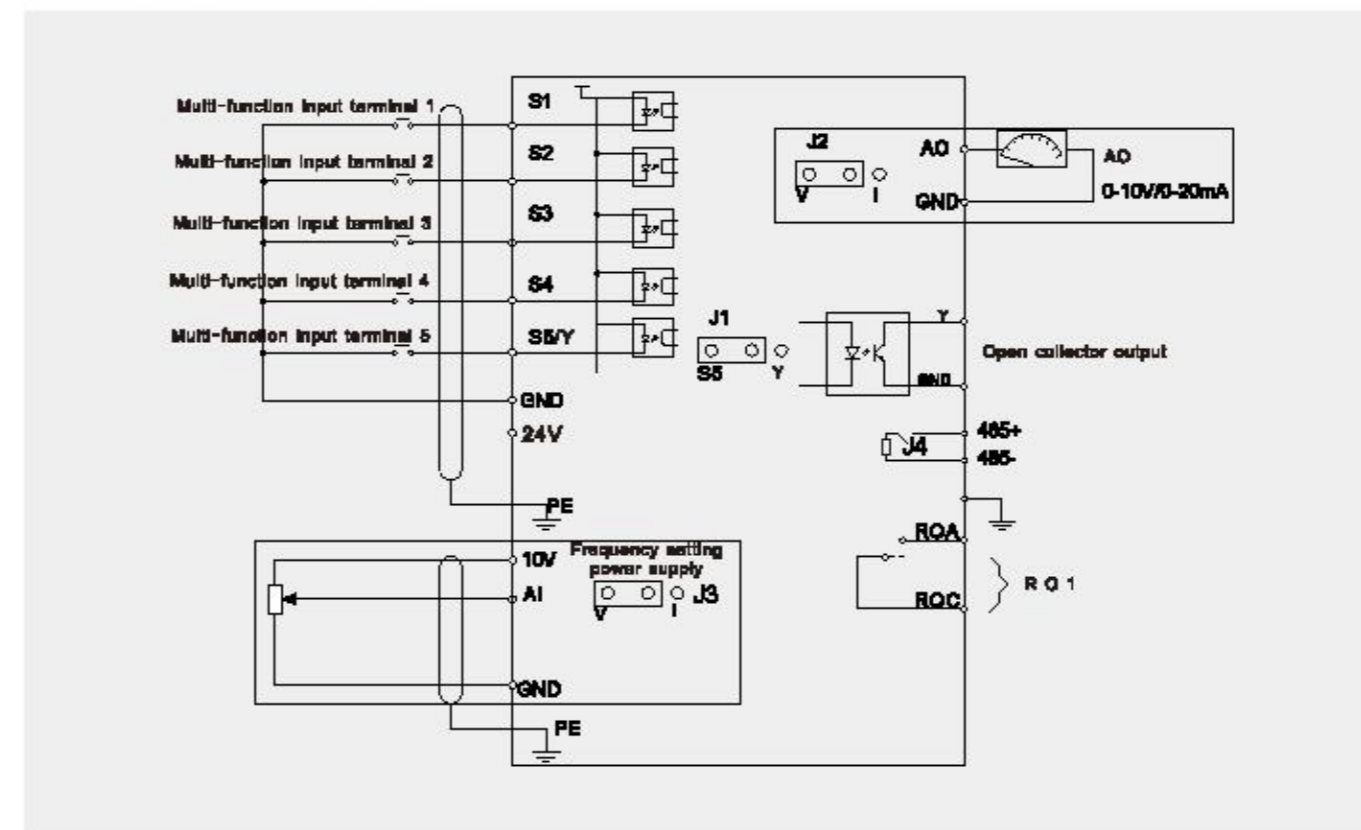 Multi-function input terminal 1
S1
Multi-function input terminal 2
S2
Multi-function input terminal 3
S3
Multi-function input terminal 4
S4
Multi-function input terminal 5
S5/Y
GND
24V
PE
J2
V
I
AO
GND
AO
0-10V/0-20mA
J1
S5
Y
Y
GND
Open collector output
J4
485+
485-
ROA
ROC
R O 1
10V
AI
GND
PE
Frequency setting
power supply
J3
V
I